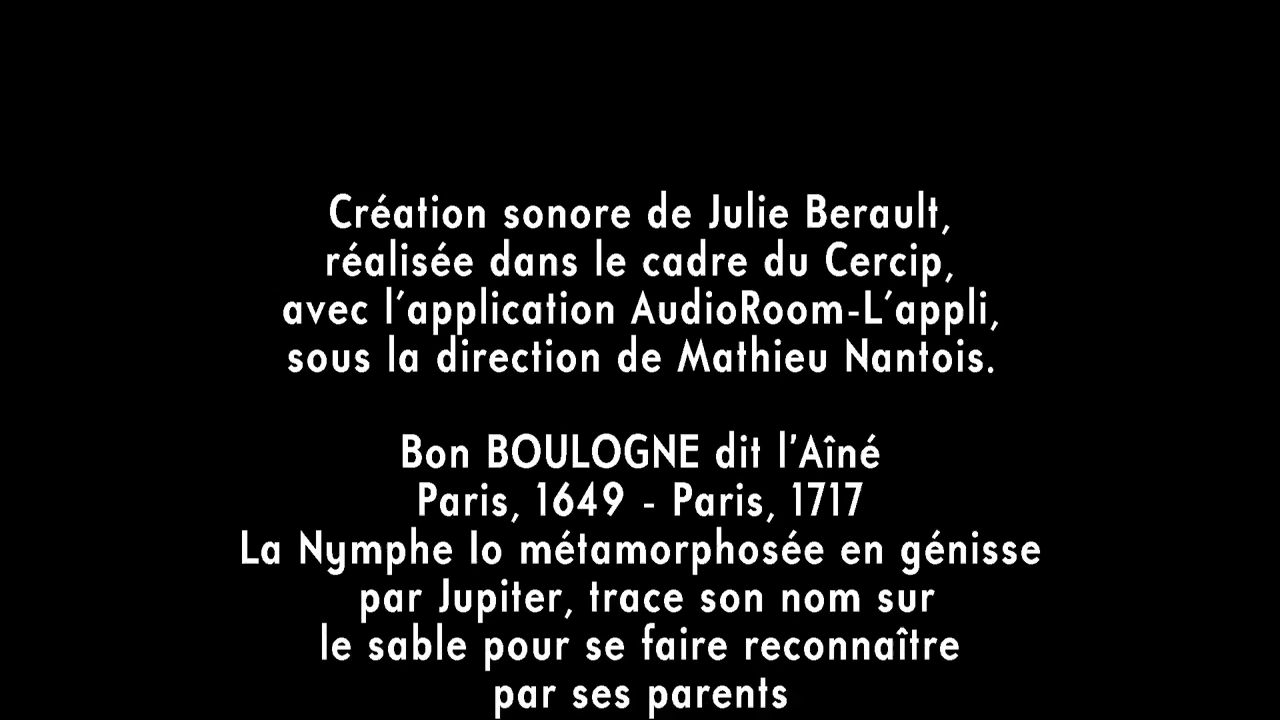 Création sonore de Julie Berault,
réalisée dans le cadre du Cercip,
avec l'application AudioRoom-L'appli,
sous la direction de Mathieu Nantois.
Bon BOULOGNE dit l'Aîné
Paris, 1649 - Paris, 1717
La Nymphe Io métamorphosée en génisse
par Jupiter, trace son nom sur
le sable pour se faire reconnaître
par ses parents